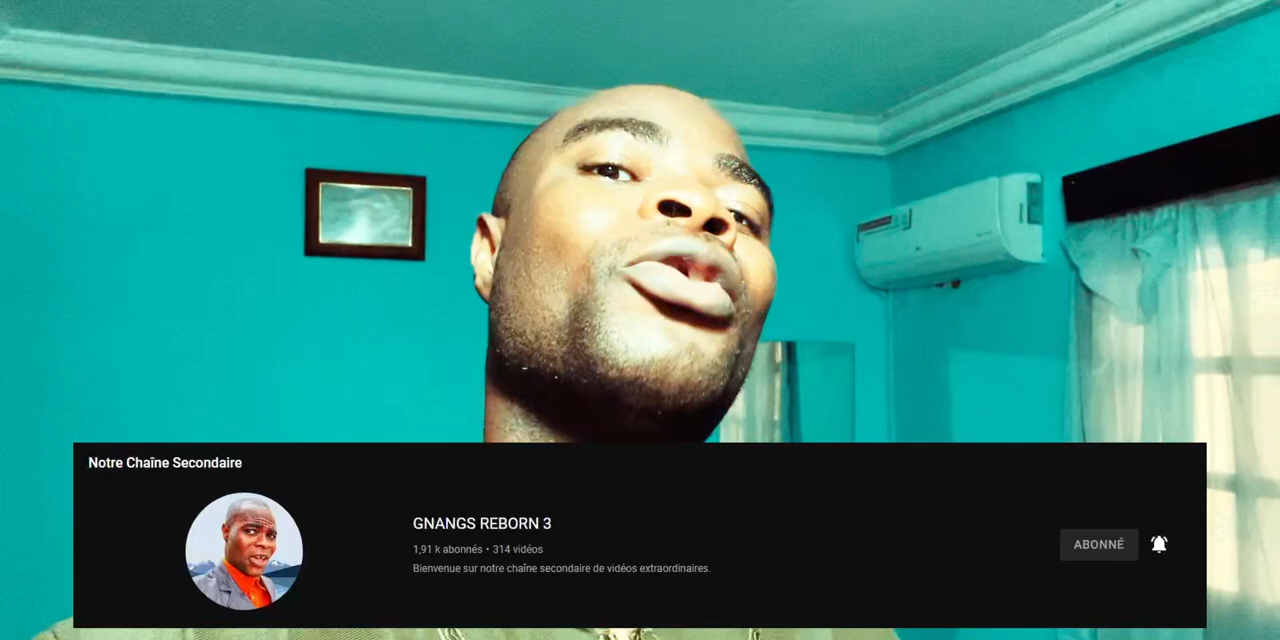 Notre Chaîne Secondaire
GNANGS REBORN 3
1,91 k abonnés • 314 vidéos
Bienvenue sur notre chaîne secondaire de vidéos extraordinaires.
ABONNÉ